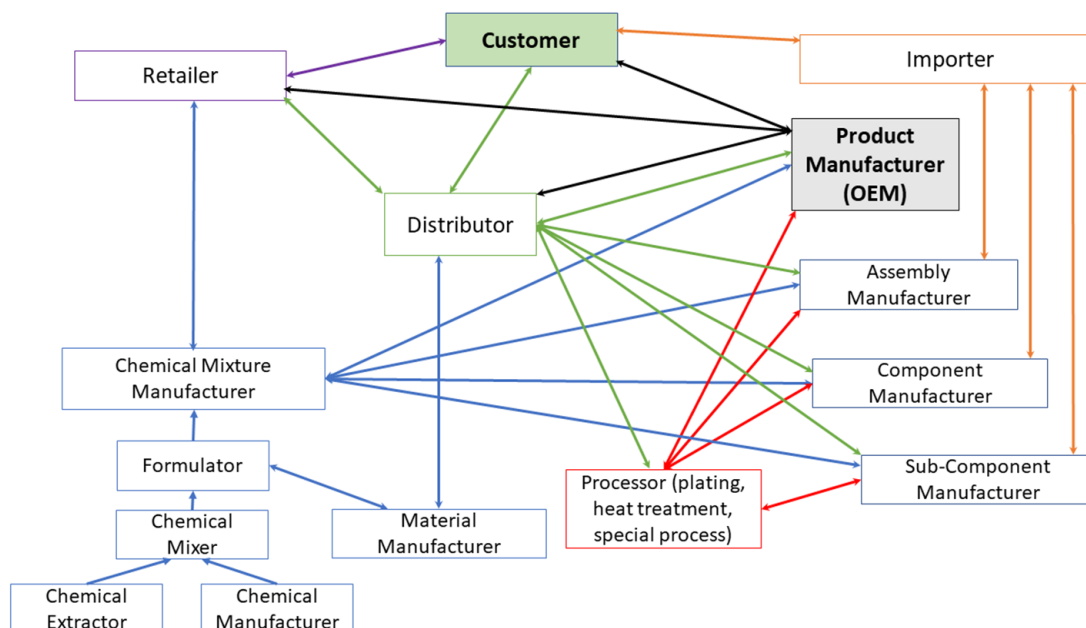 Customer
Retailer
Importer
Product
Manufacturer
(OEM)
Distributor
Assembly
Manufacturer
Chemical Mixture
Manufacturer
Component
Manufacturer
Formulator
Sub-Component
Manufacturer
Processor (plating,
heat treatment,
special process)
Chemical
Mixer
Material
Manufacturer
Chemical
Extractor
Chemical
Manufacturer